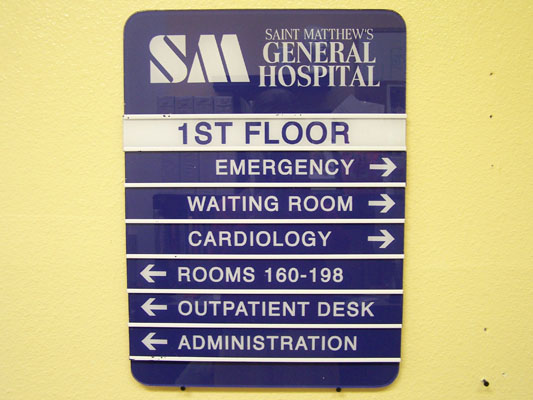 SM
SAINT MATTHEW'S
GENERAL
HOSPITAL
1ST FLOOR
EMERGENCY →
WAITING ROOM →
CARDIOLOGY →
← ROOMS 160-198
← OUTPATIENT DESK
← ADMINISTRATION